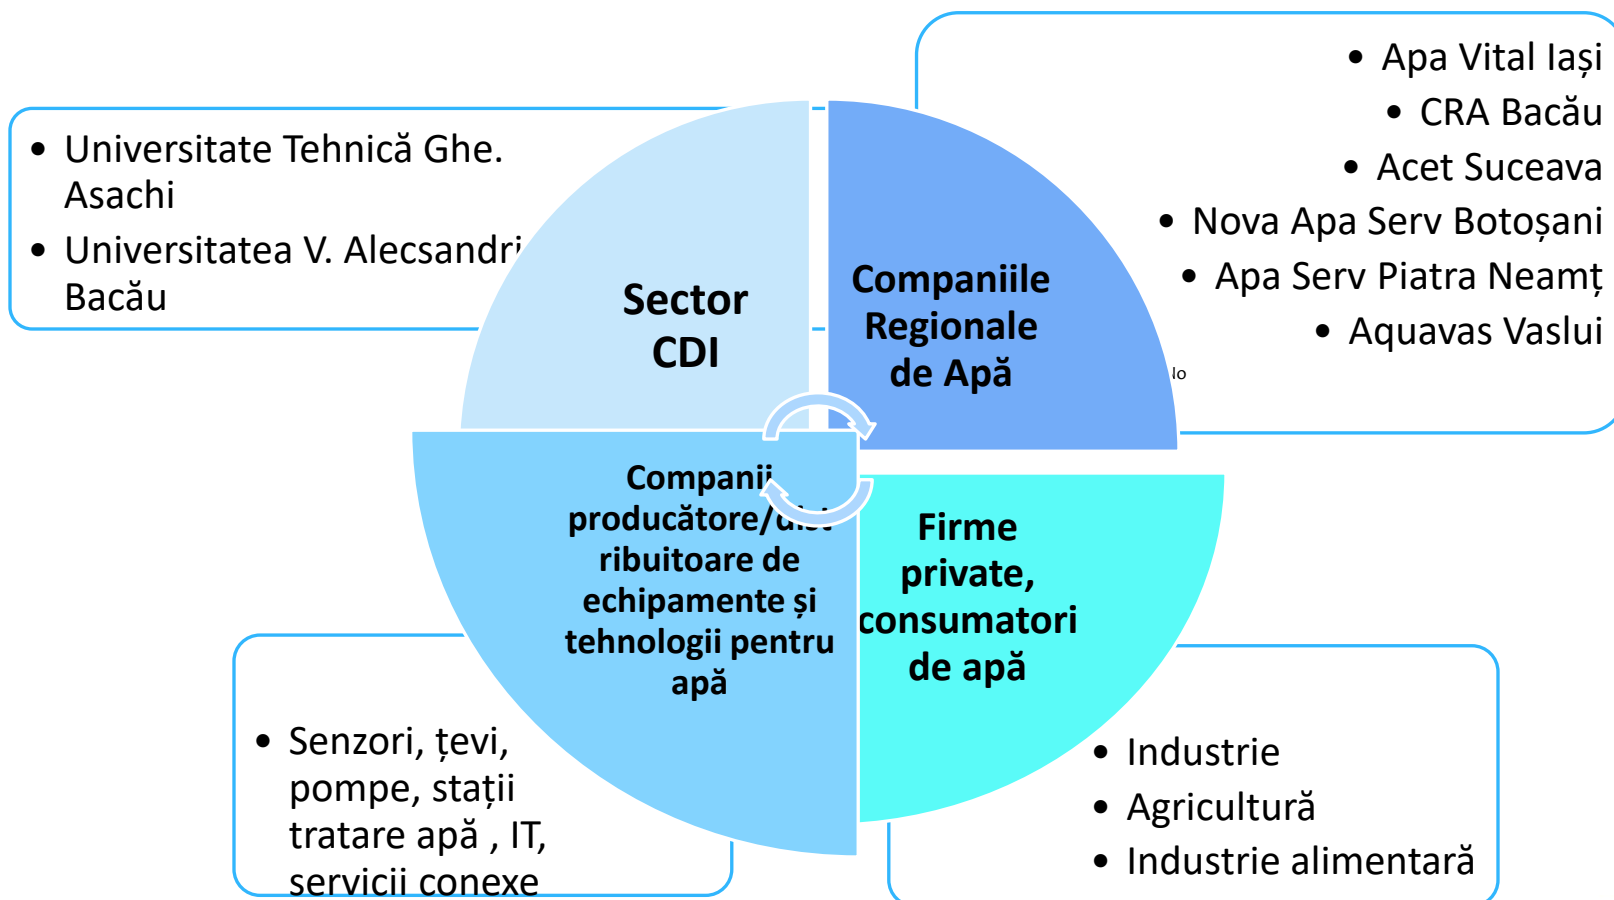 • Universitate Tehnică Ghe.
Asachi
• Universitatea V. Alecsandri
Bacău
Sector
CDI
• Apa Vital Iași
• CRA Bacău
• Acet Suceava
• Nova Apa Serv Botoșani
• Apa Serv Piatra Neamț
• Aquavas Vaslui
Companiile
Regionale
de Apă
Companii
producătore/dist
ribuitoare de
echipamente și
tehnologii pentru
apă
• Senzori, țevi,
pompe, stații
tratare apă , IT,
servicii conexe
Firme
private,
consumatori
de apă
• Industrie
• Agricultură
• Industrie alimentară